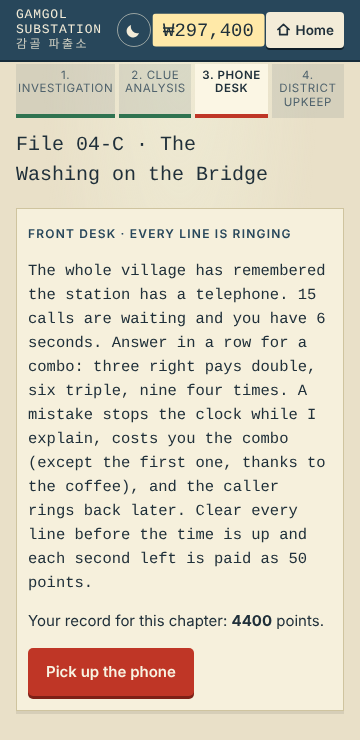 GAMGOL
SUBSTATION
감골 파출소
₩297,400
Home
1.
INVESTIGATION
2. CLUE
ANALYSIS
3. PHONE
DESK
4.
DISTRICT
UPKEEP
File 04-C · The
Washing on the Bridge
FRONT DESK · EVERY LINE IS RINGING
The whole village has remembered
the station has a telephone. 15
calls are waiting and you have 6
seconds. Answer in a row for a
combo: three right pays double,
six triple, nine four times. A
mistake stops the clock while I
explain, costs you the combo
(except the first one, thanks to
the coffee), and the caller
rings back later. Clear every
line before the time is up and
each second left is paid as 50
points.
Your record for this chapter: 4400 points.
Pick up the phone